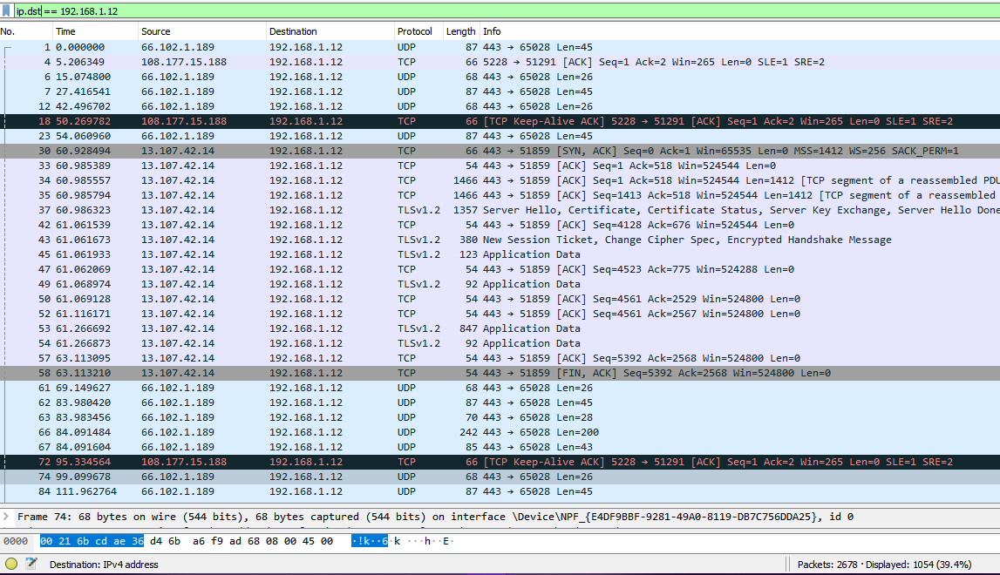 ip.dst == 192.168.1.12
No. Time Source Destination Protocol Length Info
1 0.000000 66.102.1.189 192.168.1.12 UDP 87 443 → 65028 Len=45
4 5.206349 108.177.15.188 192.168.1.12 TCP 66 5228 → 51291 [ACK] Seq=1 Ack=2 Win=265 Len=0 SLE=1 SRE=2
6 15.074800 66.102.1.189 192.168.1.12 UDP 68 443 → 65028 Len=26
7 27.416541 66.102.1.189 192.168.1.12 UDP 87 443 → 65028 Len=45
12 42.496702 66.102.1.189 192.168.1.12 UDP 68 443 → 65028 Len=26
18 50.269782 108.177.15.188 192.168.1.12 TCP 66 [TCP Keep-Alive ACK] 5228 → 51291 [ACK] Seq=1 Ack=2 Win=265 Len=0 SLE=1 SRE=2
23 54.060960 66.102.1.189 192.168.1.12 UDP 87 443 → 65028 Len=45
30 60.928494 13.107.42.14 192.168.1.12 TCP 66 443 → 51859 [SYN, ACK] Seq=0 Ack=1 Win=65535 Len=0 MSS=1412 WS=256 SACK_PERM=1
33 60.985389 13.107.42.14 192.168.1.12 TCP 54 443 → 51859 [ACK] Seq=1 Ack=518 Win=524544 Len=0
34 60.985557 13.107.42.14 192.168.1.12 TCP 1466 443 → 51859 [ACK] Seq=1 Ack=518 Win=524544 Len=1412 [TCP segment of a reassembled PDU
35 60.985794 13.107.42.14 192.168.1.12 TCP 1466 443 → 51859 [ACK] Seq=1413 Ack=518 Win=524544 Len=1412 [TCP segment of a reassembled
37 60.986323 13.107.42.14 192.168.1.12 TLSv1.2 1357 Server Hello, Certificate, Certificate Status, Server Key Exchange, Server Hello Done
42 61.061539 13.107.42.14 192.168.1.12 TCP 54 443 → 51859 [ACK] Seq=4128 Ack=676 Win=524544 Len=0
43 61.061673 13.107.42.14 192.168.1.12 TLSv1.2 380 New Session Ticket, Change Cipher Spec, Encrypted Handshake Message
45 61.061933 13.107.42.14 192.168.1.12 TLSv1.2 123 Application Data
47 61.062069 13.107.42.14 192.168.1.12 TCP 54 443 → 51859 [ACK] Seq=4523 Ack=775 Win=524288 Len=0
49 61.068974 13.107.42.14 192.168.1.12 TLSv1.2 92 Application Data
50 61.069128 13.107.42.14 192.168.1.12 TCP 54 443 → 51859 [ACK] Seq=4561 Ack=2529 Win=524800 Len=0
52 61.116171 13.107.42.14 192.168.1.12 TCP 54 443 → 51859 [ACK] Seq=4561 Ack=2567 Win=524800 Len=0
53 61.266692 13.107.42.14 192.168.1.12 TLSv1.2 847 Application Data
54 61.266873 13.107.42.14 192.168.1.12 TLSv1.2 92 Application Data
57 63.113095 13.107.42.14 192.168.1.12 TCP 54 443 → 51859 [ACK] Seq=5392 Ack=2568 Win=524800 Len=0
58 63.113210 13.107.42.14 192.168.1.12 TCP 54 443 → 51859 [FIN, ACK] Seq=5392 Ack=2568 Win=524800 Len=0
61 69.149627 66.102.1.189 192.168.1.12 UDP 68 443 → 65028 Len=26
62 83.980420 66.102.1.189 192.168.1.12 UDP 87 443 → 65028 Len=45
63 83.983456 66.102.1.189 192.168.1.12 UDP 70 443 → 65028 Len=28
66 84.091484 66.102.1.189 192.168.1.12 UDP 242 443 → 65028 Len=200
67 84.091604 66.102.1.189 192.168.1.12 UDP 85 443 → 65028 Len=43
72 95.334564 108.177.15.188 192.168.1.12 TCP 66 [TCP Keep-Alive ACK] 5228 → 51291 [ACK] Seq=1 Ack=2 Win=265 Len=0 SLE=1 SRE=2
74 99.099678 66.102.1.189 192.168.1.12 UDP 68 443 → 65028 Len=26
84 111.962764 66.102.1.189 192.168.1.12 UDP 87 443 → 65028 Len=45
Frame 74: 68 bytes on wire (544 bits), 68 bytes captured (544 bits) on interface \Device\NPF_{E4DF9BBF-9281-49A0-8119-DB7C756DDA25}, id 0
0000 00 21 6b cd ae 36 d4 6b a6 f9 ad 68 08 00 45 00 ·!k··6·k ···h··E·
Destination: IPv4 address Packets: 2678 · Displayed: 1054 (39.4%)